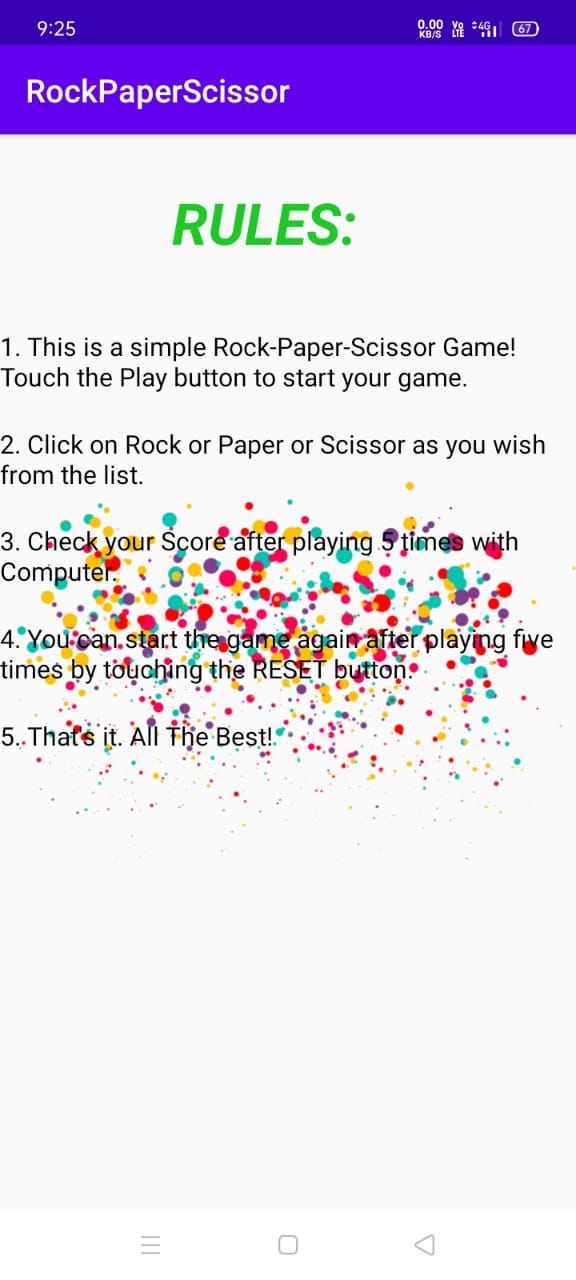 9:25
0.00 KB/S Vo LTE 4G 67
RockPaperScissor
RULES:
1. This is a simple Rock-Paper-Scissor Game!
Touch the Play button to start your game.
2. Click on Rock or Paper or Scissor as you wish
from the list.
3. Check your Score after playing 5 times with
Computer.
4. You can start the game again after playing five
times by touching the RESET button.
5. That's it. All The Best!